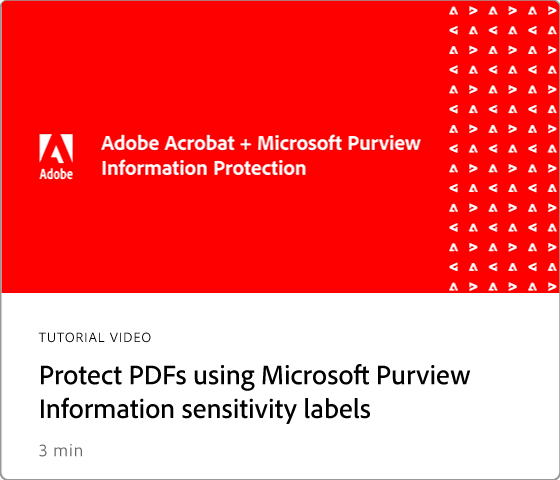 Adobe Acrobat + Microsoft Purview
Information Protection
Adobe
TUTORIAL VIDEO
Protect PDFs using Microsoft Purview
Information sensitivity labels
3 min